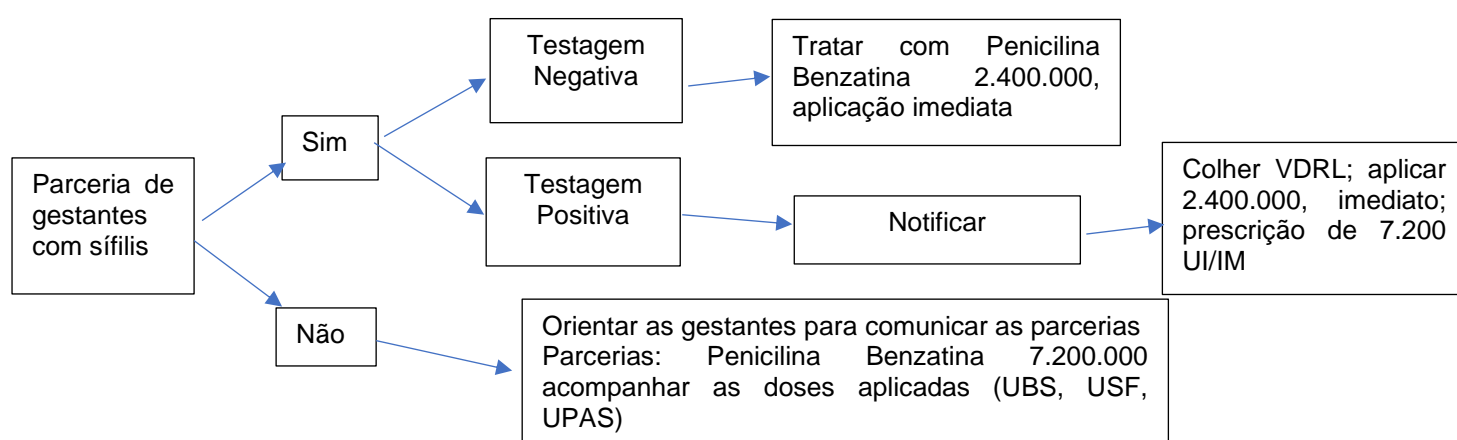 Parceria de
gestantes
com sífilis
Sim
Testagem
Negativa
Tratar com Penicilina
Benzatina 2.400.000,
aplicação imediata
Testagem
Positiva
Notificar
Colher VDRL; aplicar
2.400.000, imediato;
prescrição de 7.200
UI/IM
Não
Orientar as gestantes para comunicar as parcerias
Parcerias: Penicilina Benzatina 7.200.000
acompanhar as doses aplicadas (UBS, USF,
UPAS)